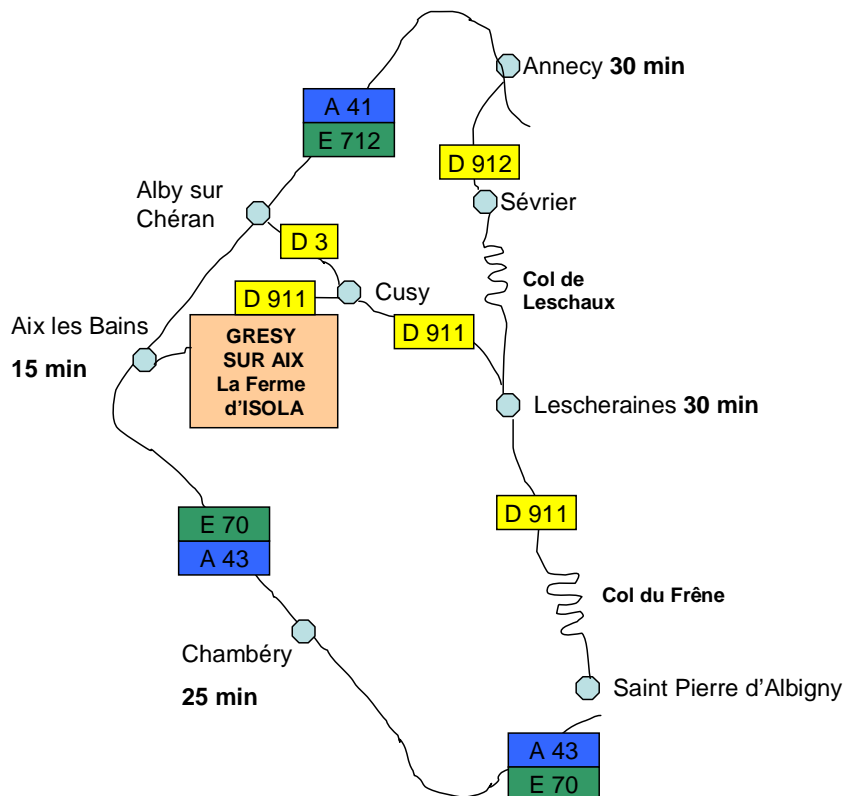 Annecy 30 min
A 41
E 712
D 912
Alby sur
Chéran
Sévrier
D 3
Col de
Leschaux
Cusy
D 911
Aix les Bains
15 min
GRESY
SUR AIX
La Ferme
d'ISOLA
D 911
Lescheraines 30 min
D 911
E 70
A 43
Col du Frêne
Chambéry
25 min
Saint Pierre d'Albigny
A 43
E 70